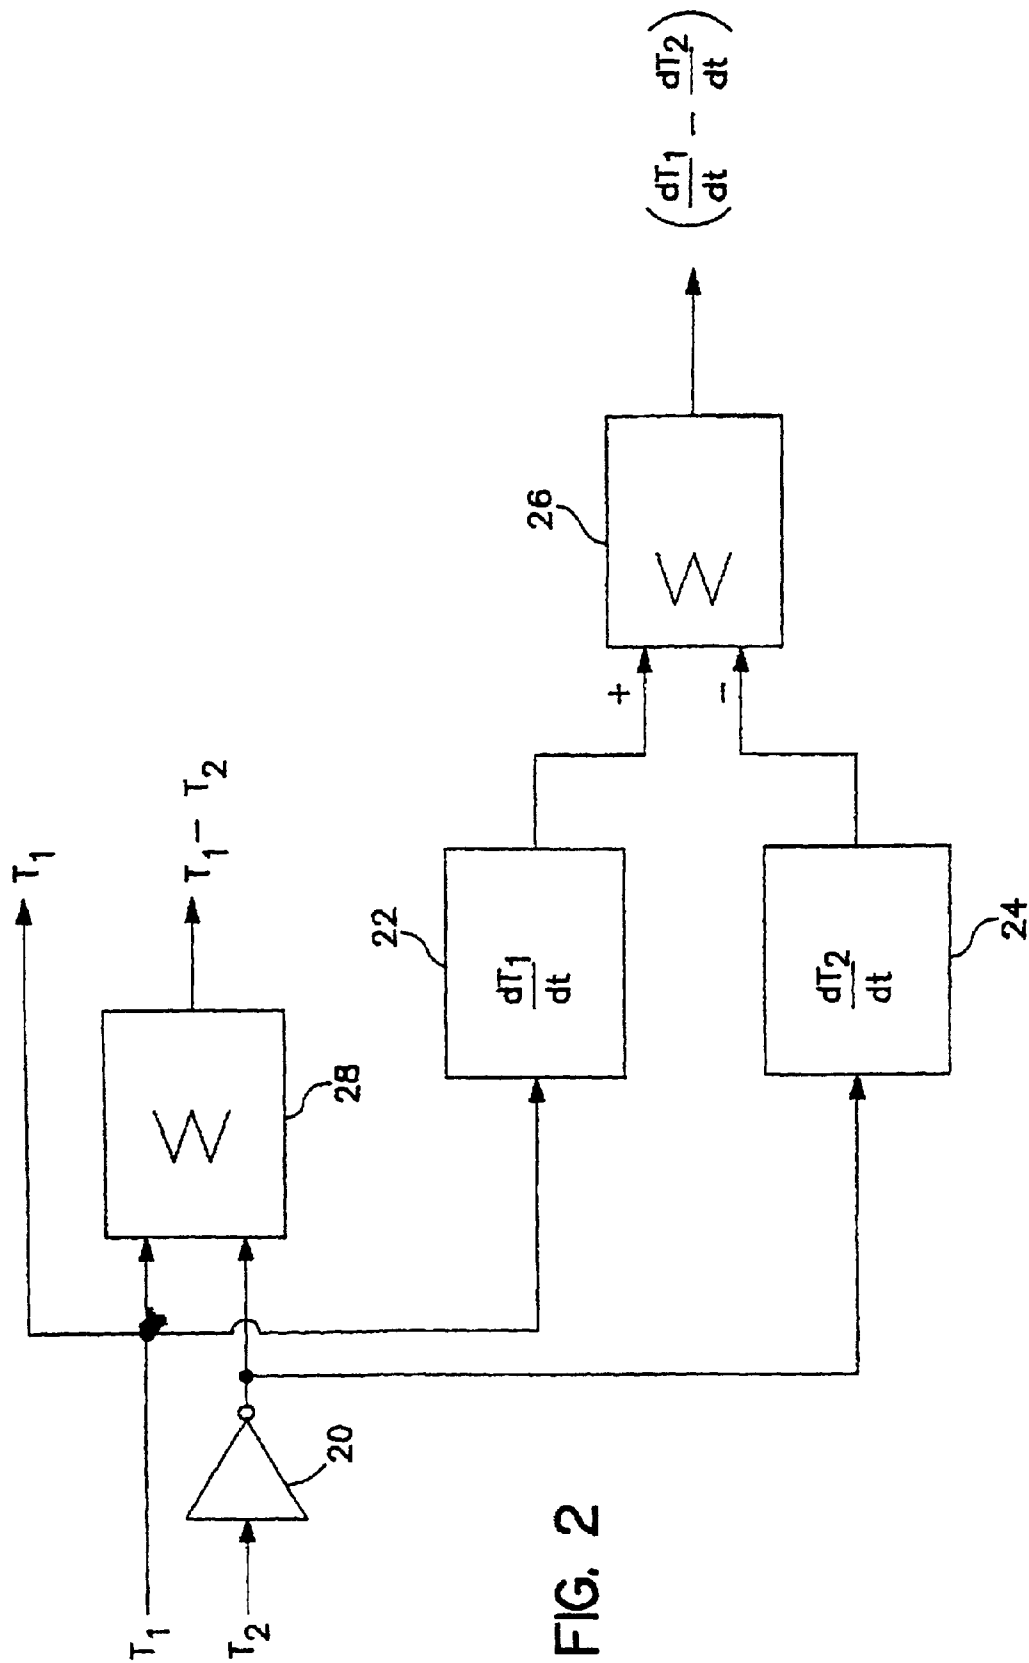 T₁
T₁
T₂
Σ
T₁ – T₂
20
28
22
dT₁
dt
26
+
–
Σ
(dT₁/dt – dT₂/dt)
dT₂
dt
24
FIG. 2